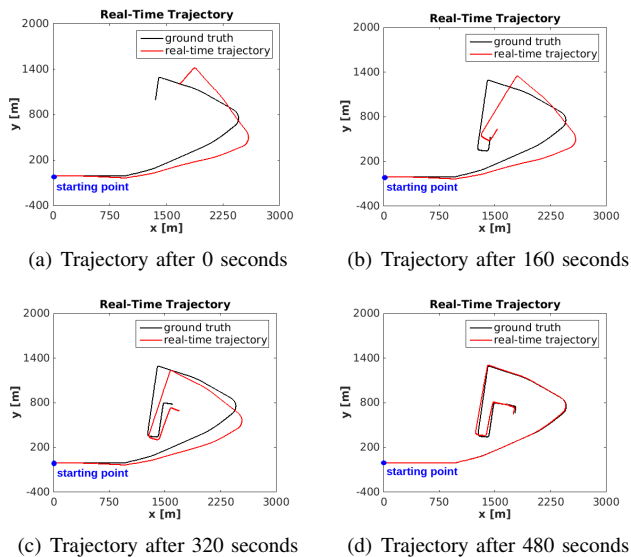 Real-Time Trajectory
2000
ground truth
real-time trajectory
1400
y [m]
800
200
starting point
-400
0 750 1500 2250 3000
x [m]
(a) Trajectory after 0 seconds
Real-Time Trajectory
2000
ground truth
real-time trajectory
1400
y [m]
800
200
starting point
-400
0 750 1500 2250 3000
x [m]
(b) Trajectory after 160 seconds
Real-Time Trajectory
2000
ground truth
real-time trajectory
1400
y [m]
800
200
starting point
-400
0 750 1500 2250 3000
x [m]
(c) Trajectory after 320 seconds
Real-Time Trajectory
2000
ground truth
real-time trajectory
1400
y [m]
800
200
starting point
-400
0 750 1500 2250 3000
x [m]
(d) Trajectory after 480 seconds